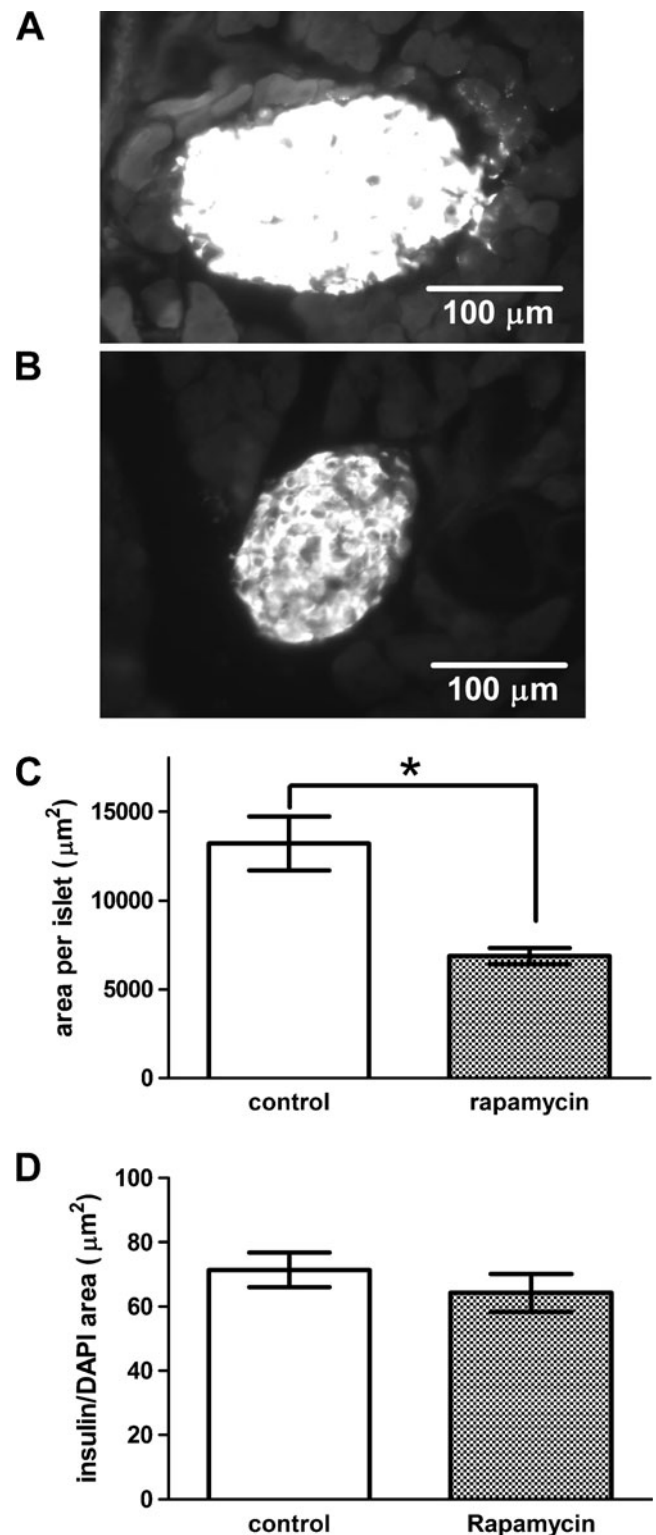 A
100 μm
B
100 μm
C
*
area per islet (μm²)
15000
10000
5000
0
control
rapamycin
D
insulin/DAPI area (μm²)
100
80
60
40
20
0
control
Rapamycin